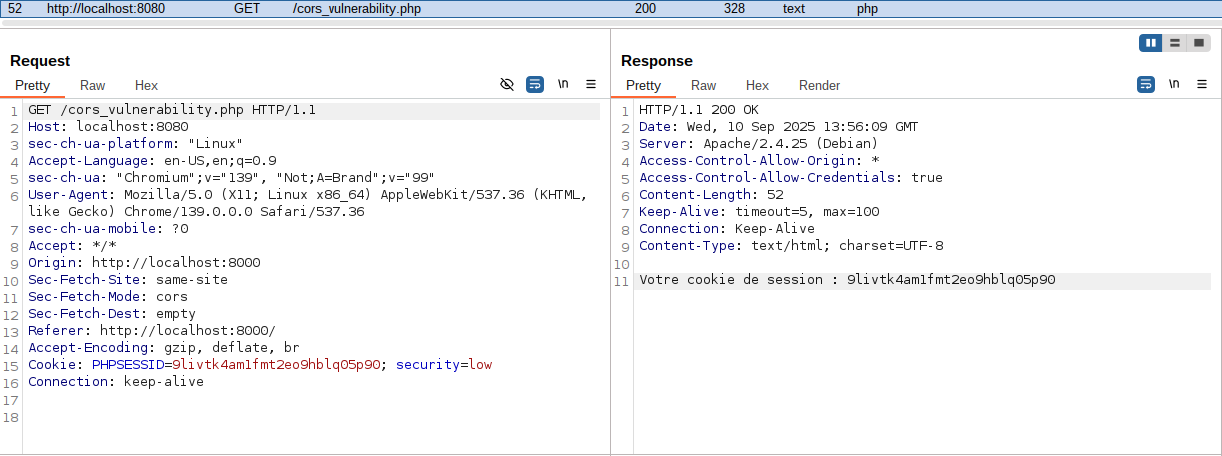 52 http://localhost:8080 GET /cors_vulnerability.php 200 328 text php
Request
Pretty Raw Hex \n
1 GET /cors_vulnerability.php HTTP/1.1
2 Host: localhost:8080
3 sec-ch-ua-platform: "Linux"
4 Accept-Language: en-US,en;q=0.9
5 sec-ch-ua: "Chromium";v="139", "Not;A=Brand";v="99"
6 User-Agent: Mozilla/5.0 (X11; Linux x86_64) AppleWebKit/537.36 (KHTML,
like Gecko) Chrome/139.0.0.0 Safari/537.36
7 sec-ch-ua-mobile: ?0
8 Accept: */*
9 Origin: http://localhost:8000
10 Sec-Fetch-Site: same-site
11 Sec-Fetch-Mode: cors
12 Sec-Fetch-Dest: empty
13 Referer: http://localhost:8000/
14 Accept-Encoding: gzip, deflate, br
15 Cookie: PHPSESSID=9livtk4am1fmt2eo9hblq05p90; security=low
16 Connection: keep-alive
17
18
Response
Pretty Raw Hex Render \n
1 HTTP/1.1 200 OK
2 Date: Wed, 10 Sep 2025 13:56:09 GMT
3 Server: Apache/2.4.25 (Debian)
4 Access-Control-Allow-Origin: *
5 Access-Control-Allow-Credentials: true
6 Content-Length: 52
7 Keep-Alive: timeout=5, max=100
8 Connection: Keep-Alive
9 Content-Type: text/html; charset=UTF-8
10
11 Votre cookie de session : 9livtk4am1fmt2eo9hblq05p90